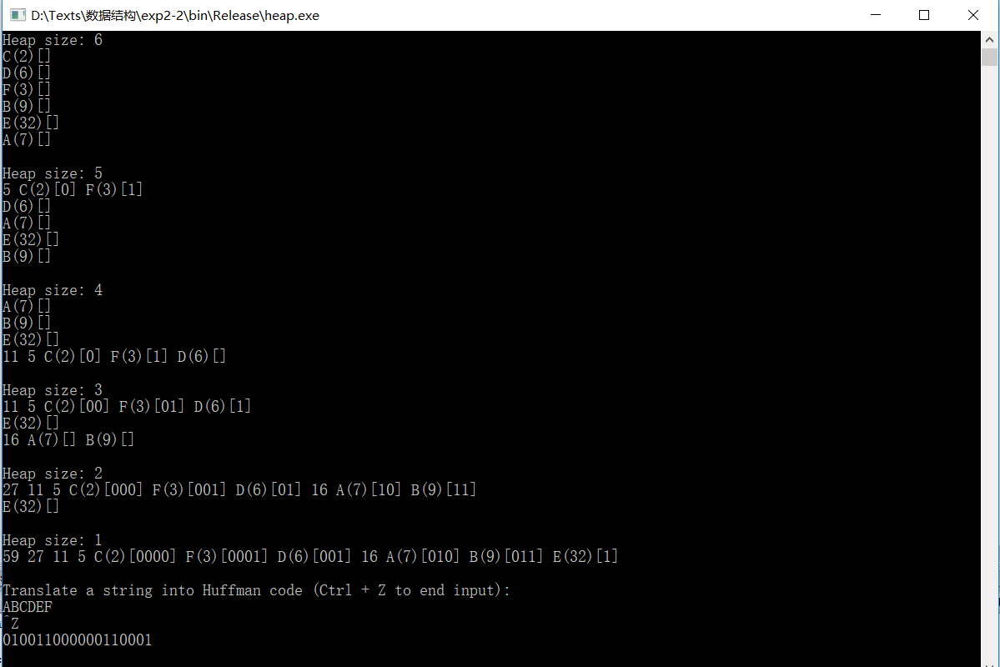 D:\Texts\数据结构\exp2-2\bin\Release\heap.exe
Heap size: 6
C(2)[]
D(6)[]
F(3)[]
B(9)[]
E(32)[]
A(7)[]
Heap size: 5
5 C(2)[0] F(3)[1]
D(6)[]
A(7)[]
E(32)[]
B(9)[]
Heap size: 4
A(7)[]
B(9)[]
E(32)[]
11 5 C(2)[0] F(3)[1] D(6)[]
Heap size: 3
11 5 C(2)[00] F(3)[01] D(6)[1]
E(32)[]
16 A(7)[] B(9)[]
Heap size: 2
27 11 5 C(2)[000] F(3)[001] D(6)[01] 16 A(7)[10] B(9)[11]
E(32)[]
Heap size: 1
59 27 11 5 C(2)[0000] F(3)[0001] D(6)[001] 16 A(7)[010] B(9)[011] E(32)[1]
Translate a string into Huffman code (Ctrl + Z to end input):
ABCDEF
^Z
010011000000110001